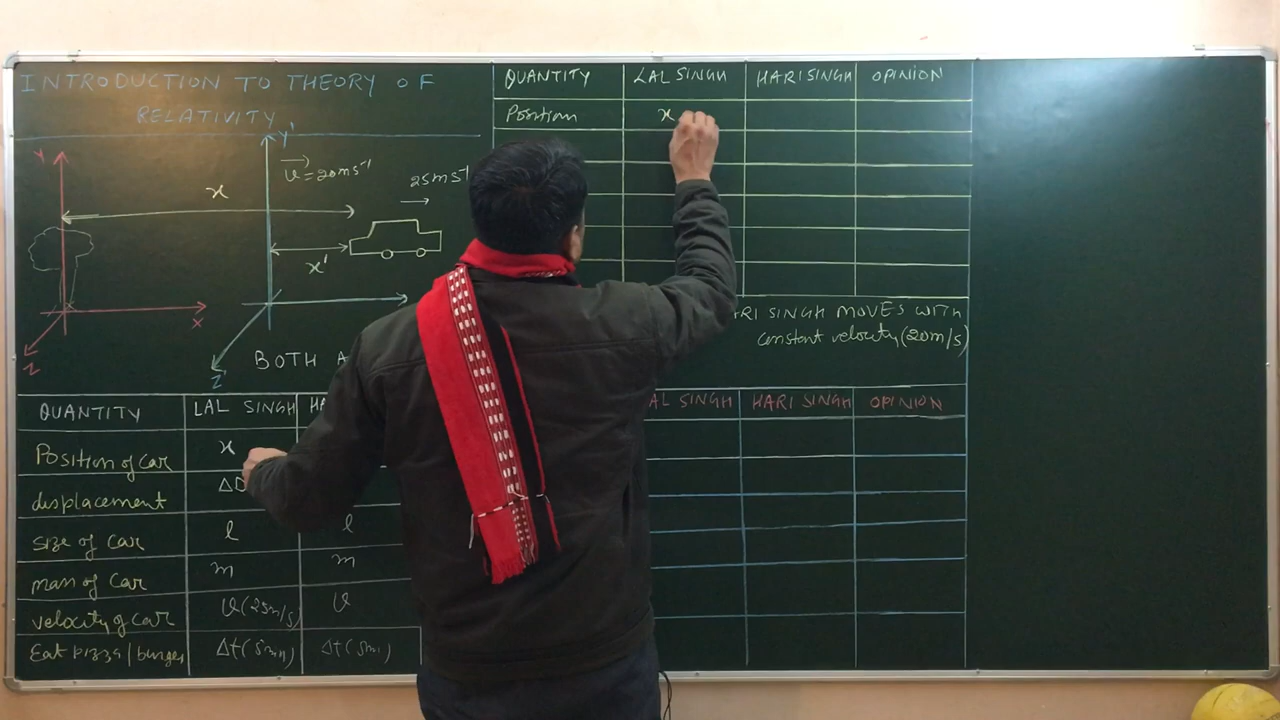 INTRODUCTION TO THEORY OF
RELATIVITY
Y
Y'
v = 20ms⁻¹
25ms⁻¹
x
x'
X
Z
Z'
BOTH A
QUANTITY LAL SINGH HA
Position of car x
displacement ΔD
size of car l l
mass of car m m
velocity of car v(25m/s) v
Eat pizza/burger Δt(5min) Δt(5min)
QUANTITY LAL SINGH HARI SINGH OPINION
Position x
RI SINGH MOVES WITH
constant velocity (20m/s)
AL SINGH HARI SINGH OPINION